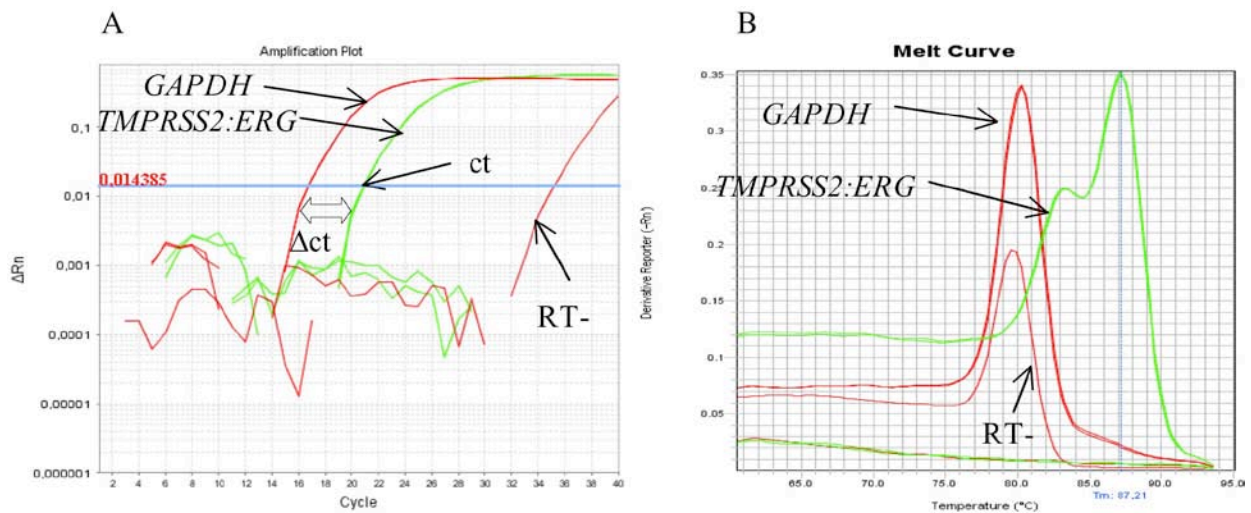 A
Amplification Plot
GAPDH
TMPRSS2:ERG
ct
0,014385
Δct
RT-
0,1
0,01
0,001
0,0001
0,00001
0,000001
ΔRn
2 4 6 8 10 12 14 16 18 20 22 24 26 28 30 32 34 36 38 40
Cycle
B
Melt Curve
GAPDH
TMPRSS2:ERG
RT-
0.35
0.3
0.25
0.2
0.15
0.1
0.05
Derivative Reporter (-Rn)
65.0 70.0 75.0 80.0 85.0 90.0 95.0
Tm: 87.21
Temperature (°C)